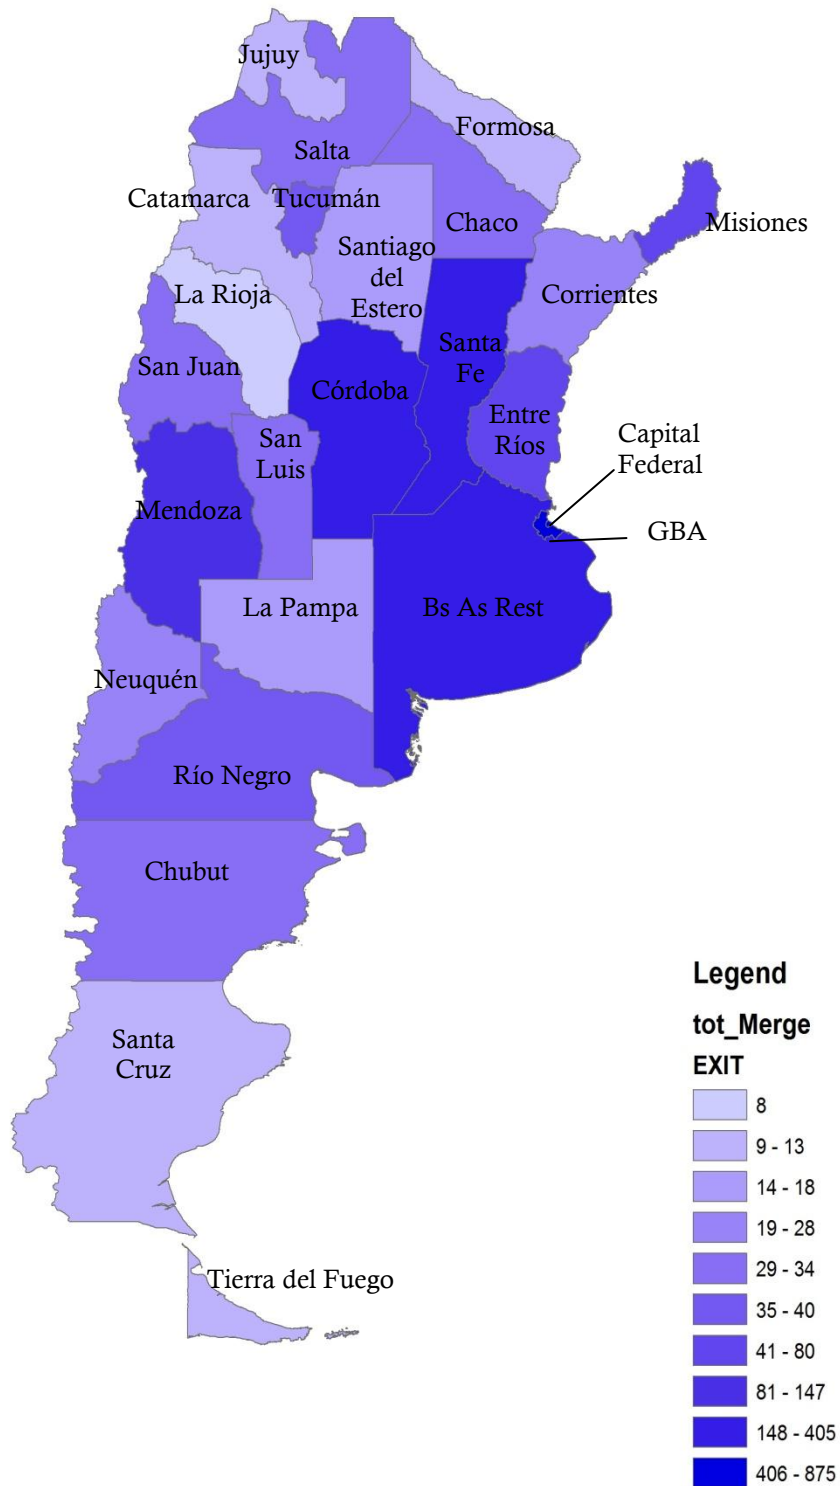 Jujuy
Formosa
Salta
Catamarca
Tucumán
Chaco
Misiones
Santiago
del
Estero
La Rioja
Corrientes
San Juan
Santa
Fe
Córdoba
Entre
Ríos
San
Luis
Capital
Federal
Mendoza
GBA
La Pampa
Bs As Rest
Neuquén
Río Negro
Chubut
Santa
Cruz
Tierra del Fuego
Legend
tot_Merge
EXIT
8
9 - 13
14 - 18
19 - 28
29 - 34
35 - 40
41 - 80
81 - 147
148 - 405
406 - 875